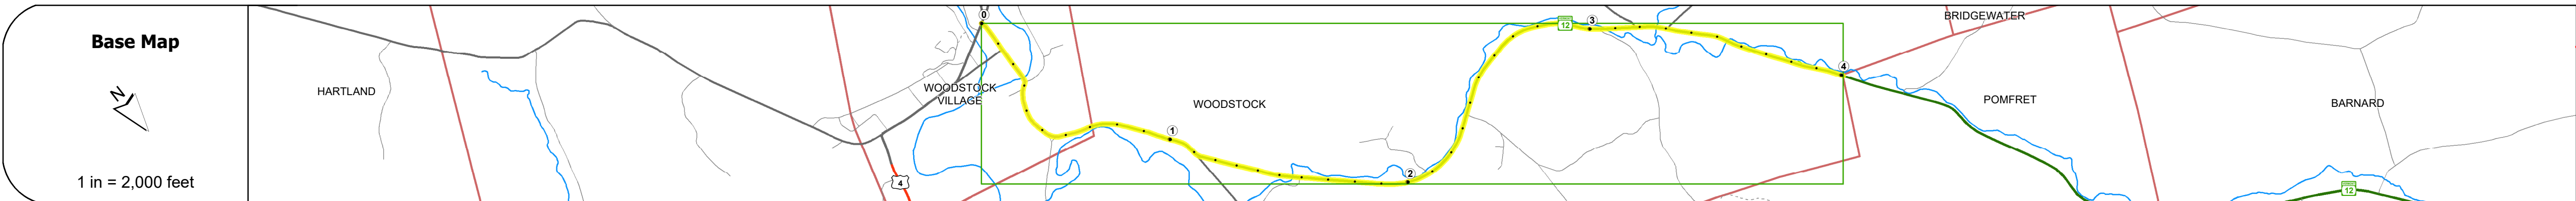 Base Map
N
1 in = 2,000 feet
HARTLAND
4
WOODSTOCK
VILLAGE
0
1
WOODSTOCK
2
12
3
4
BRIDGEWATER
POMFRET
BARNARD
12